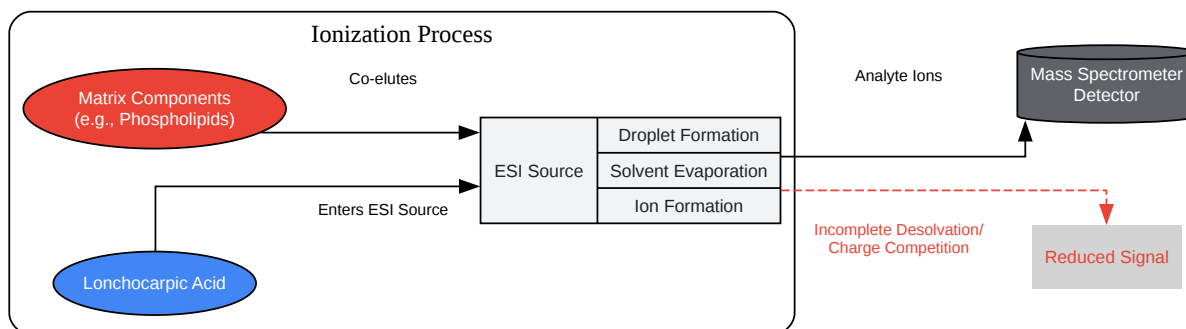 Ionization Process
Co-elutes
Matrix Components
(e.g., Phospholipids)
Enters ESI Source
Lonchocarpic Acid
ESI Source
Droplet Formation
Solvent Evaporation
Ion Formation
Analyte Ions
Mass Spectrometer
Detector
Incomplete Desolvation/
Charge Competition
Reduced Signal